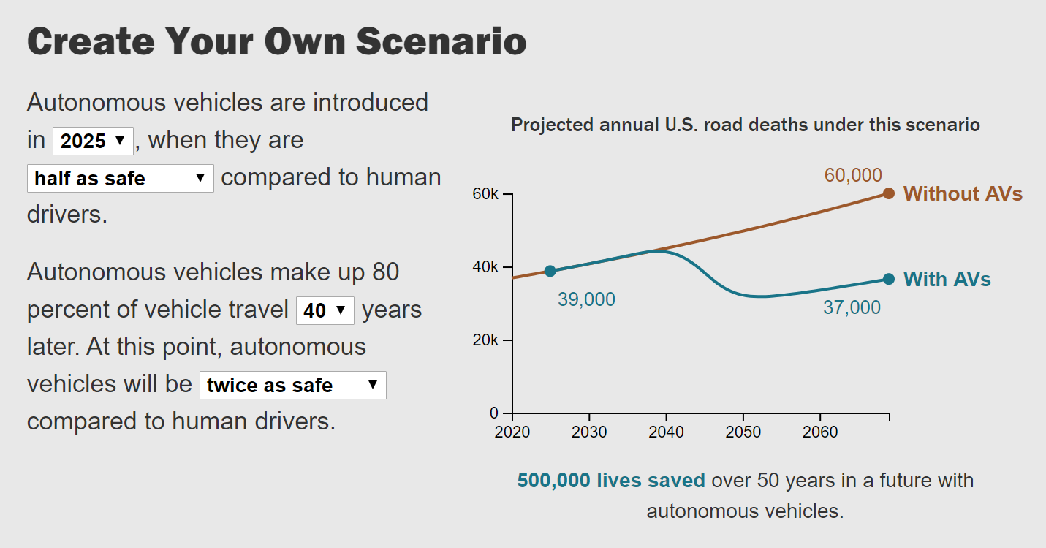 Create Your Own Scenario
Autonomous vehicles are introduced
in 2025 ▼, when they are
half as safe ▼ compared to human
drivers.
Autonomous vehicles make up 80
percent of vehicle travel 40 ▼ years
later. At this point, autonomous
vehicles will be twice as safe ▼
compared to human drivers.
Projected annual U.S. road deaths under this scenario
60,000
60k
Without AVs
40k
With AVs
39,000
37,000
20k
0
2020 2030 2040 2050 2060
500,000 lives saved over 50 years in a future with
autonomous vehicles.